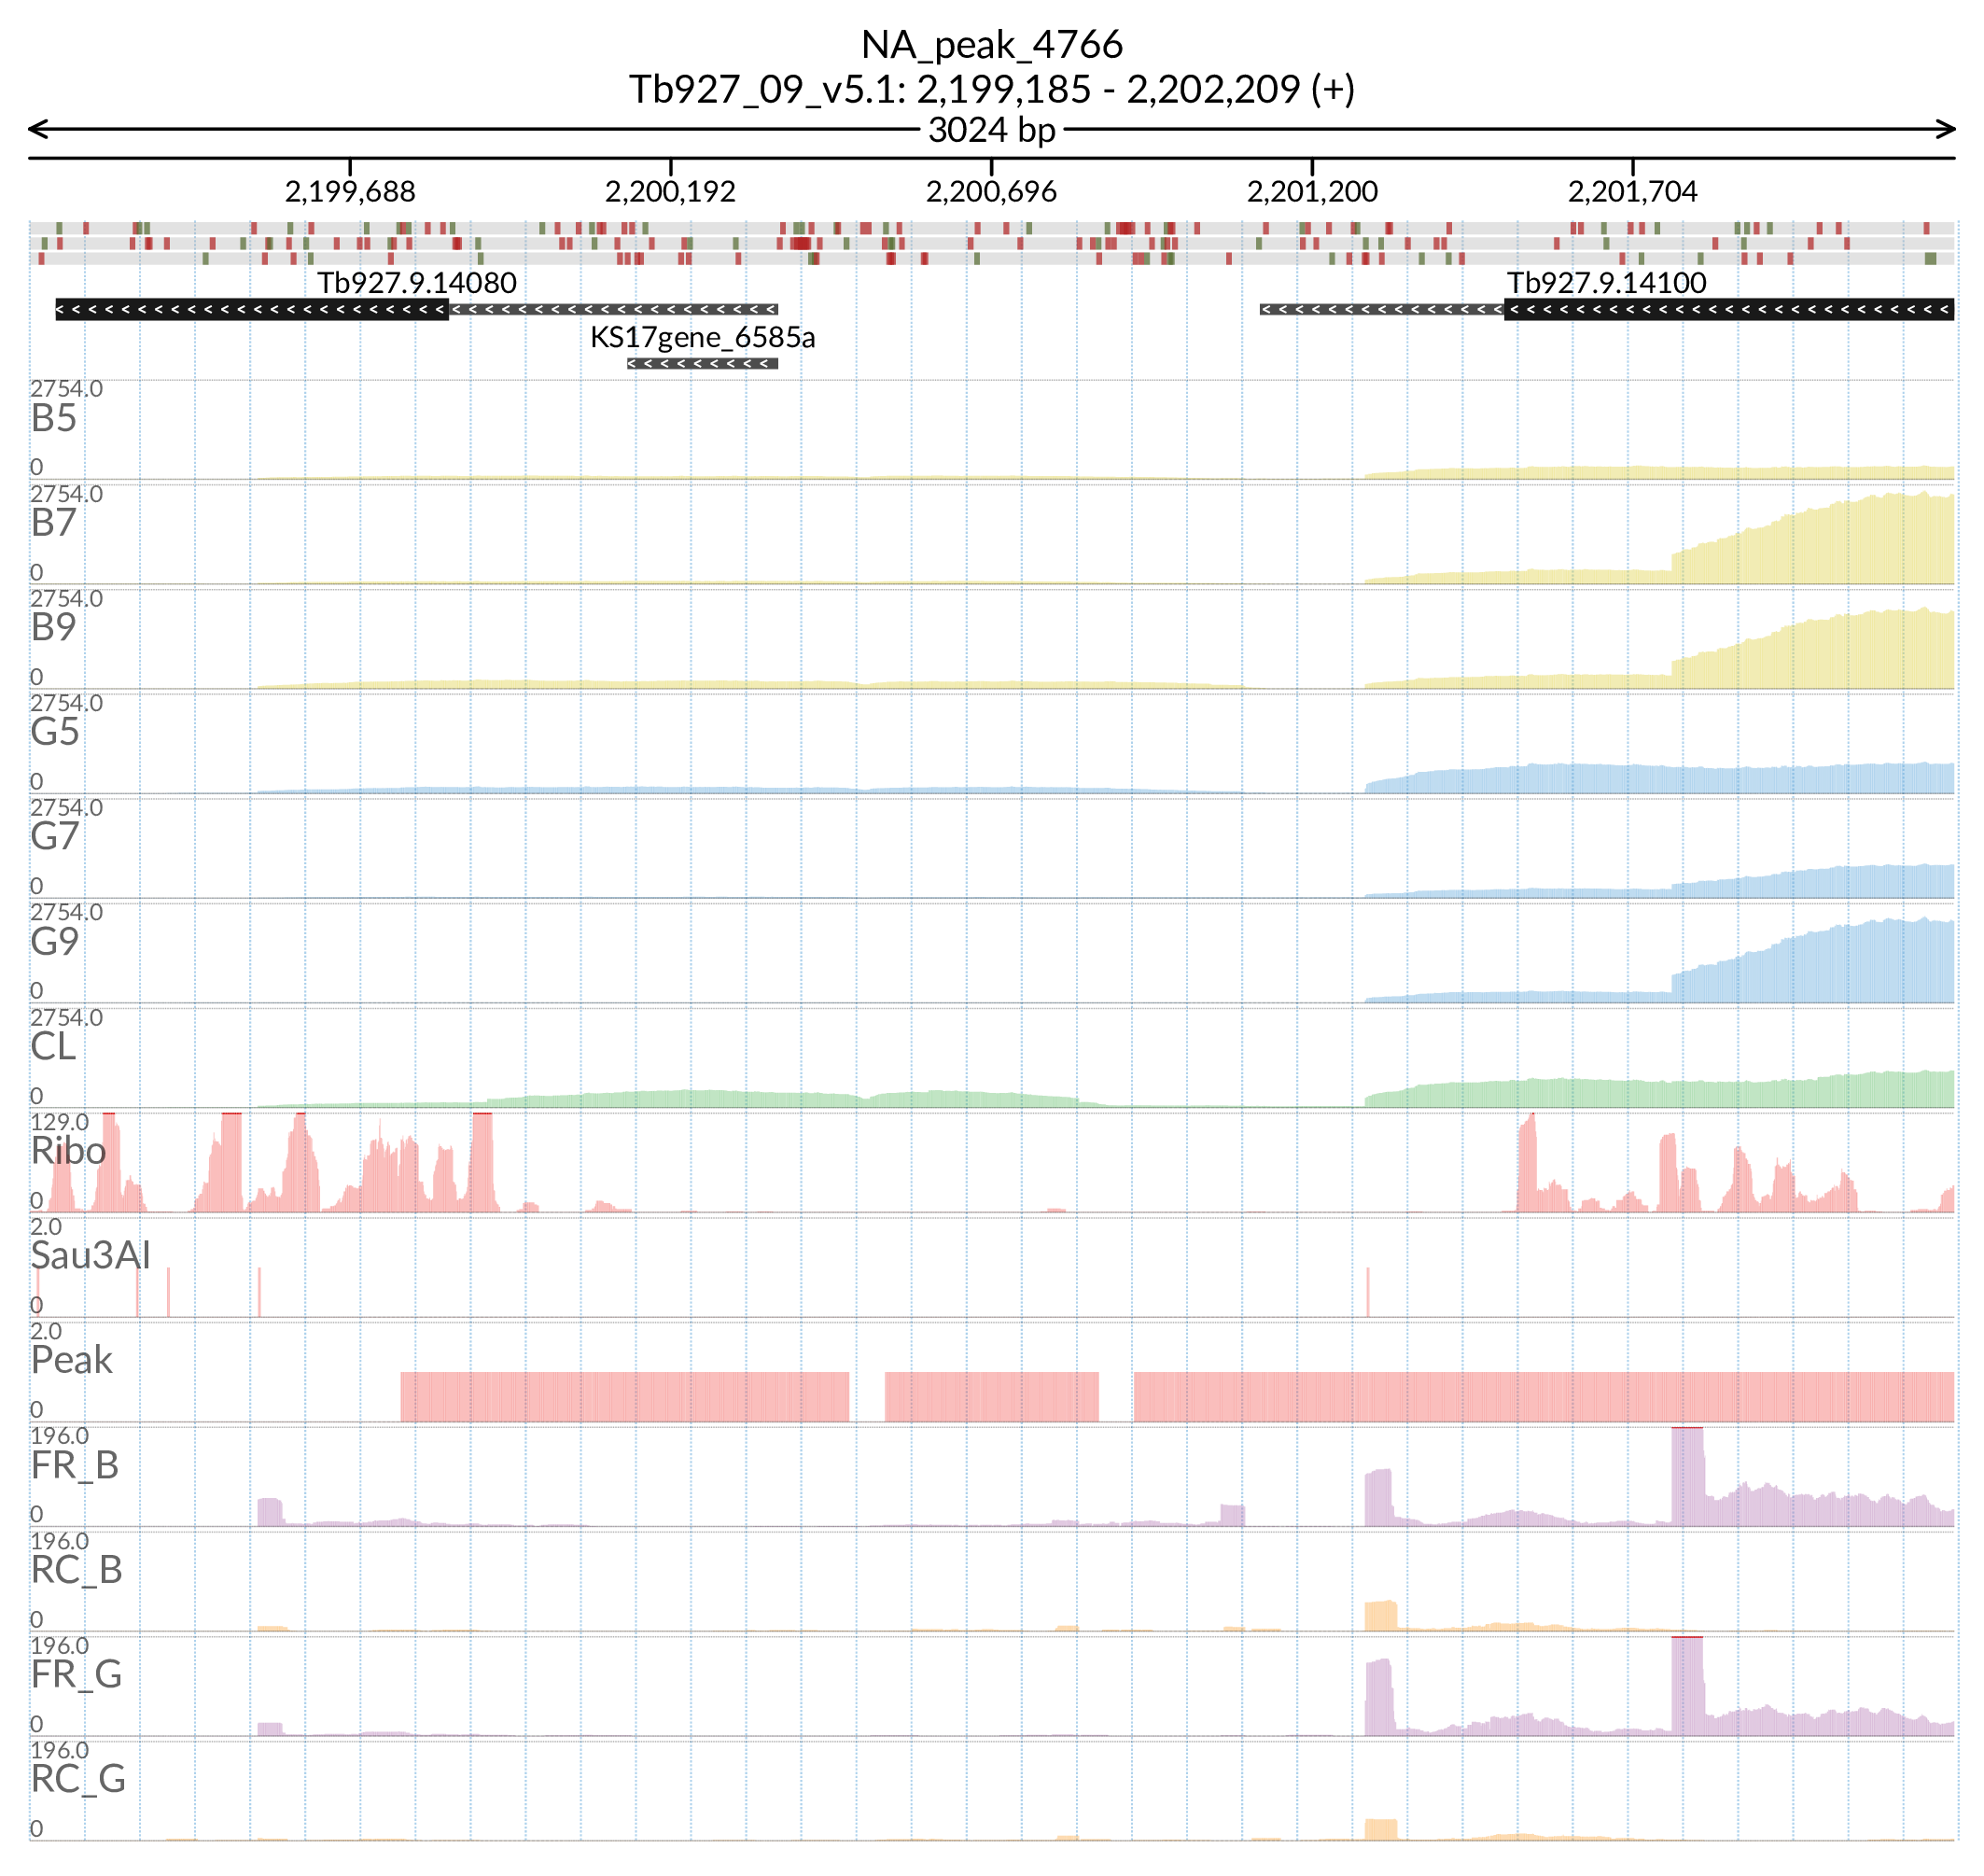 NA_peak_4766
Tb927_09_v5.1: 2,199,185 - 2,202,209 (+)
3024 bp
2,199,688 2,200,192 2,200,696 2,201,200 2,201,704
Tb927.9.14080 Tb927.9.14100
KS17gene_6585a
2754.0
B5
0
2754.0
B7
0
2754.0
B9
0
2754.0
G5
0
2754.0
G7
0
2754.0
G9
0
2754.0
CL
0
129.0
Ribo
0
2.0
Sau3AI
0
2.0
Peak
0
196.0
FR_B
0
196.0
RC_B
0
196.0
FR_G
0
196.0
RC_G
0